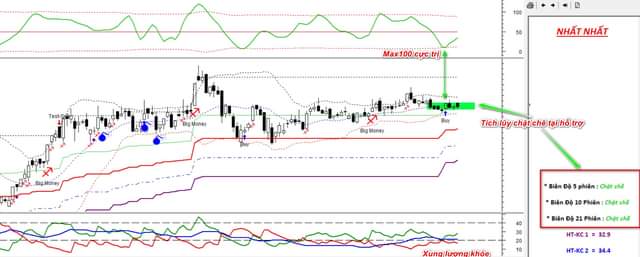 100
50
0
NHẤT NHẤT
Max100 cực trị
Test
Big Money
Big Money
Buy
Big Money
Buy
Tích lũy chặt chẽ tại hỗ trợ
* Biên Độ 5 phiên : Chặt chẽ
* Biên Độ 10 Phiên : Chặt chẽ
* Biên Độ 21 Phiên : Chặt chẽ
HT-KC 1 = 32.9
HT-KC 2 = 34.4
40
30
20
10
Xung lượng khỏe